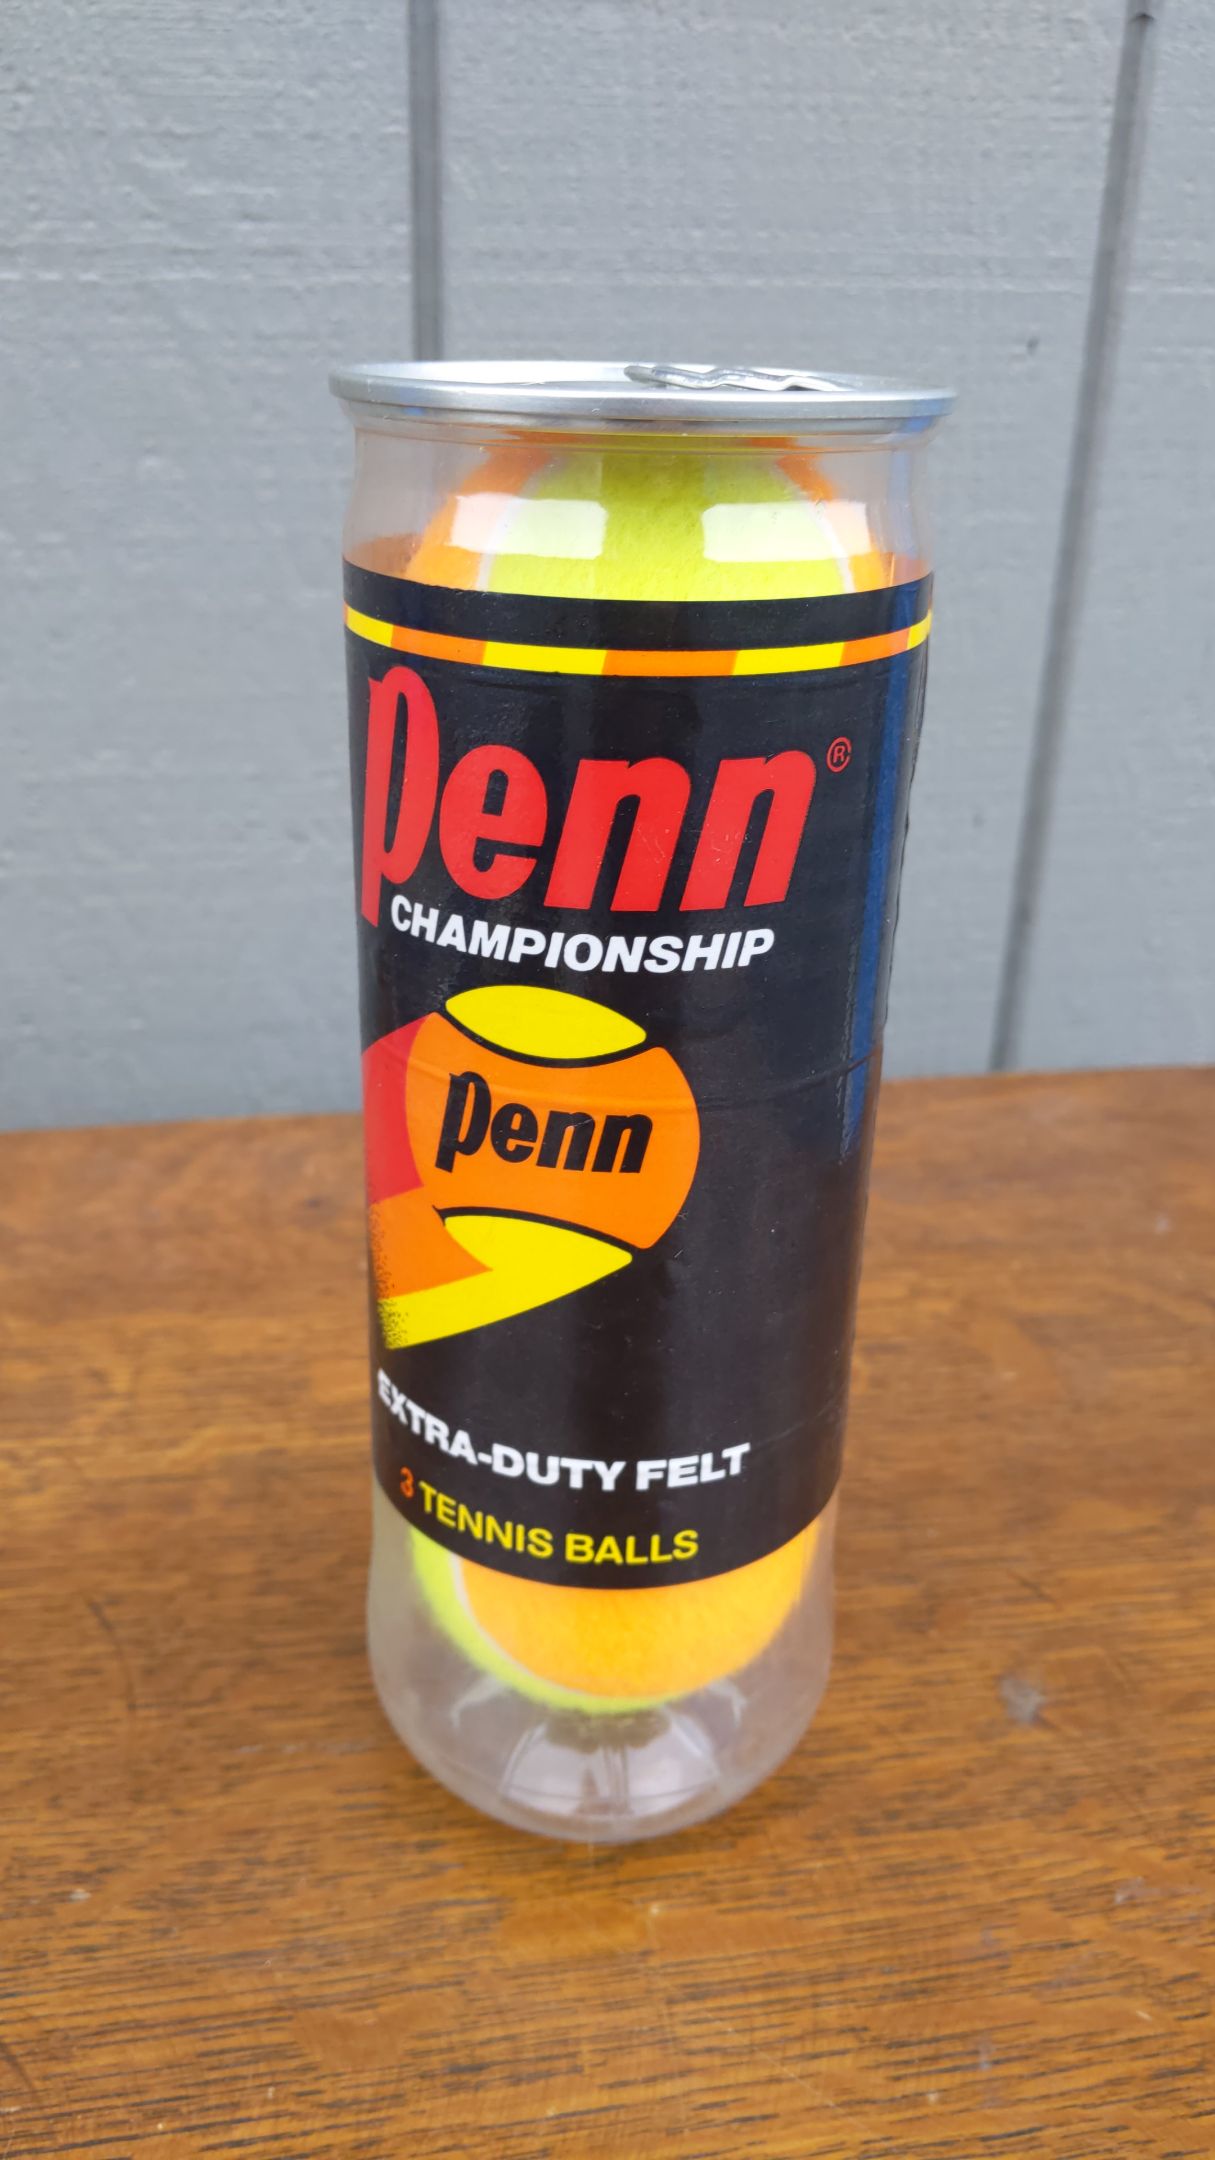 Penn®
CHAMPIONSHIP
Penn
EXTRA-DUTY FELT
3 TENNIS BALLS